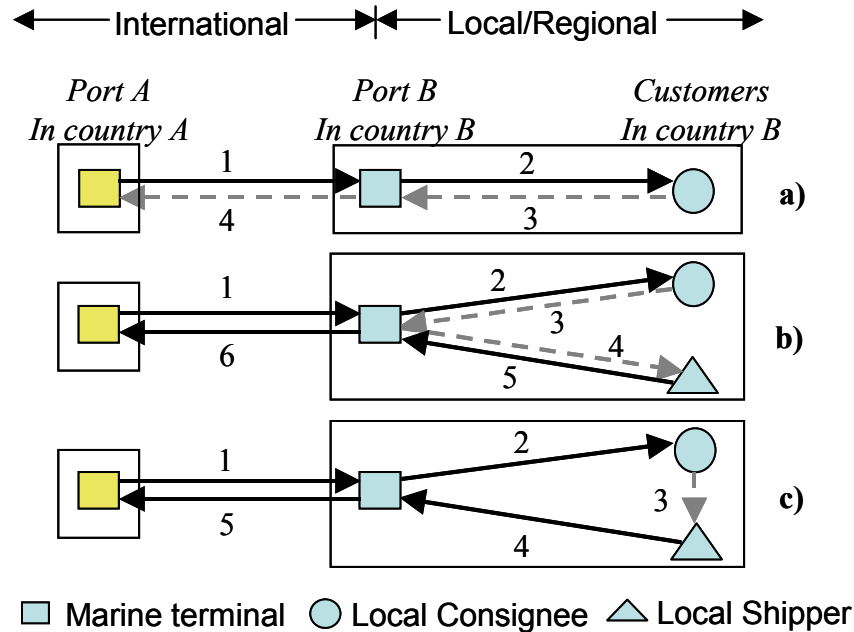 International Local/Regional
Port A Port B Customers
In country A In country B In country B
1 2
a)
4 3
1 2
3
b)
4
6 5
1 2
3
c)
5 4
Marine terminal Local Consignee Local Shipper